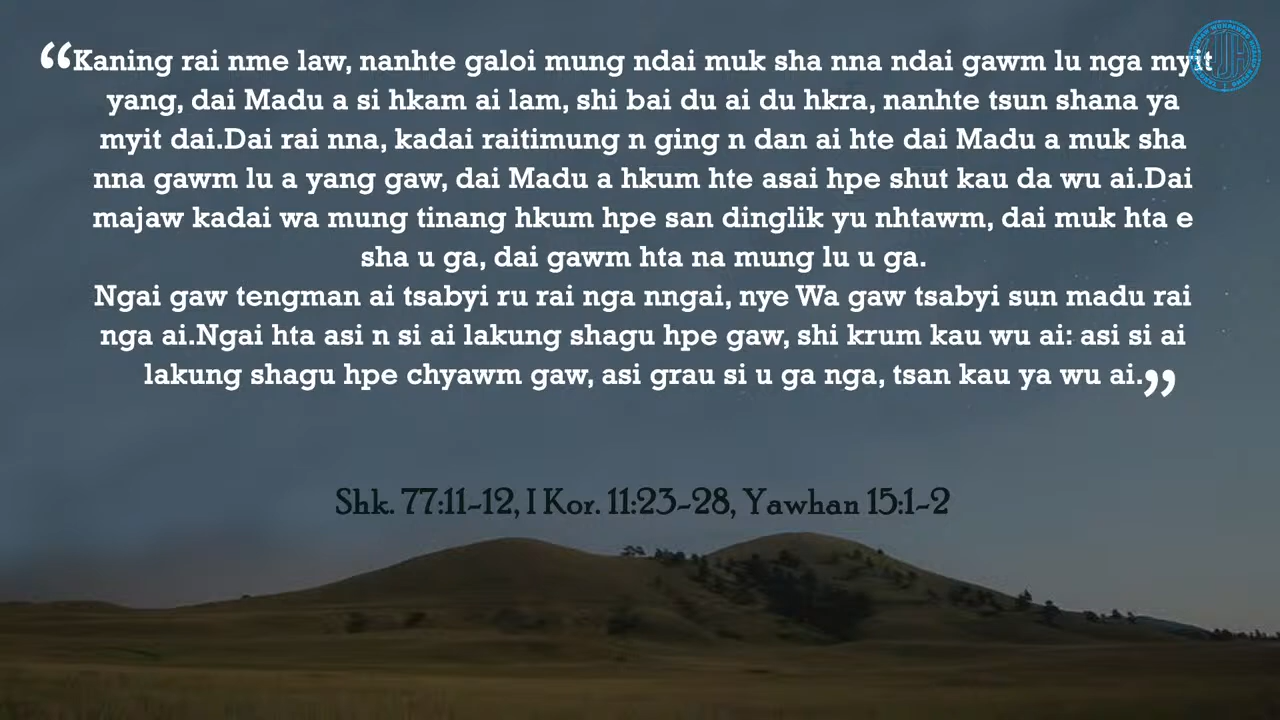 “Kaning rai nme law, nanhte galoi mung ndai muk sha nna ndai gawm lu nga myit
yang, dai Madu a si hkam ai lam, shi bai du ai du hkra, nanhte tsun shana ya
myit dai.Dai rai nna, kadai raitimung n ging n dan ai hte dai Madu a muk sha
nna gawm lu a yang gaw, dai Madu a hkum hte asai hpe shut kau da wu ai.Dai
majaw kadai wa mung tinang hkum hpe san dinglik yu nhtawm, dai muk hta e
sha u ga, dai gawm hta na mung lu u ga.
Ngai gaw tengman ai tsabyi ru rai nga nngai, nye Wa gaw tsabyi sun madu rai
nga ai.Ngai hta asi n si ai lakung shagu hpe gaw, shi krum kau wu ai: asi si ai
lakung shagu hpe chyawm gaw, asi grau si u ga nga, tsan kau ya wu ai.”
Shk. 77:11-12, I Kor. 11:23-28, Yawhan 15:1-2